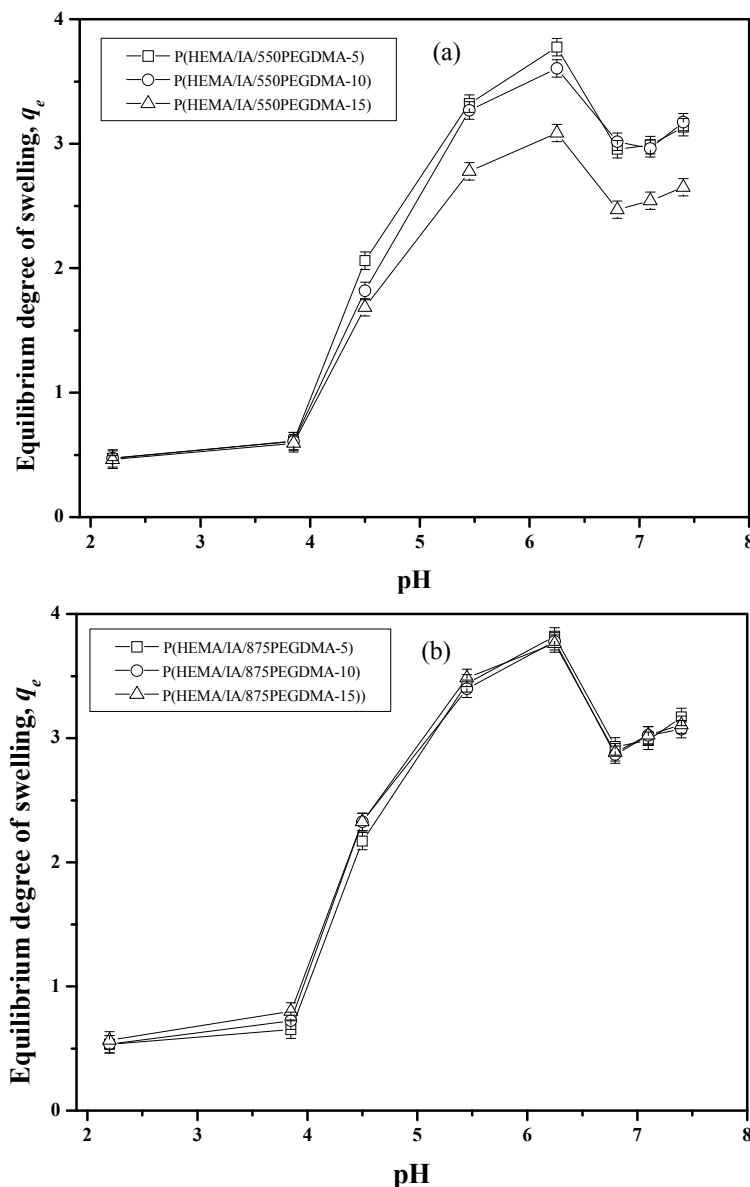 4
3
2
1
0
Equilibrium degree of swelling, qe
P(HEMA/IA/550PEGDMA-5)
P(HEMA/IA/550PEGDMA-10)
P(HEMA/IA/550PEGDMA-15)
(a)
2 3 4 5 6 7 8
pH
4
3
2
1
0
Equilibrium degree of swelling, qe
P(HEMA/IA/875PEGDMA-5)
P(HEMA/IA/875PEGDMA-10)
P(HEMA/IA/875PEGDMA-15))
(b)
2 3 4 5 6 7 8
pH